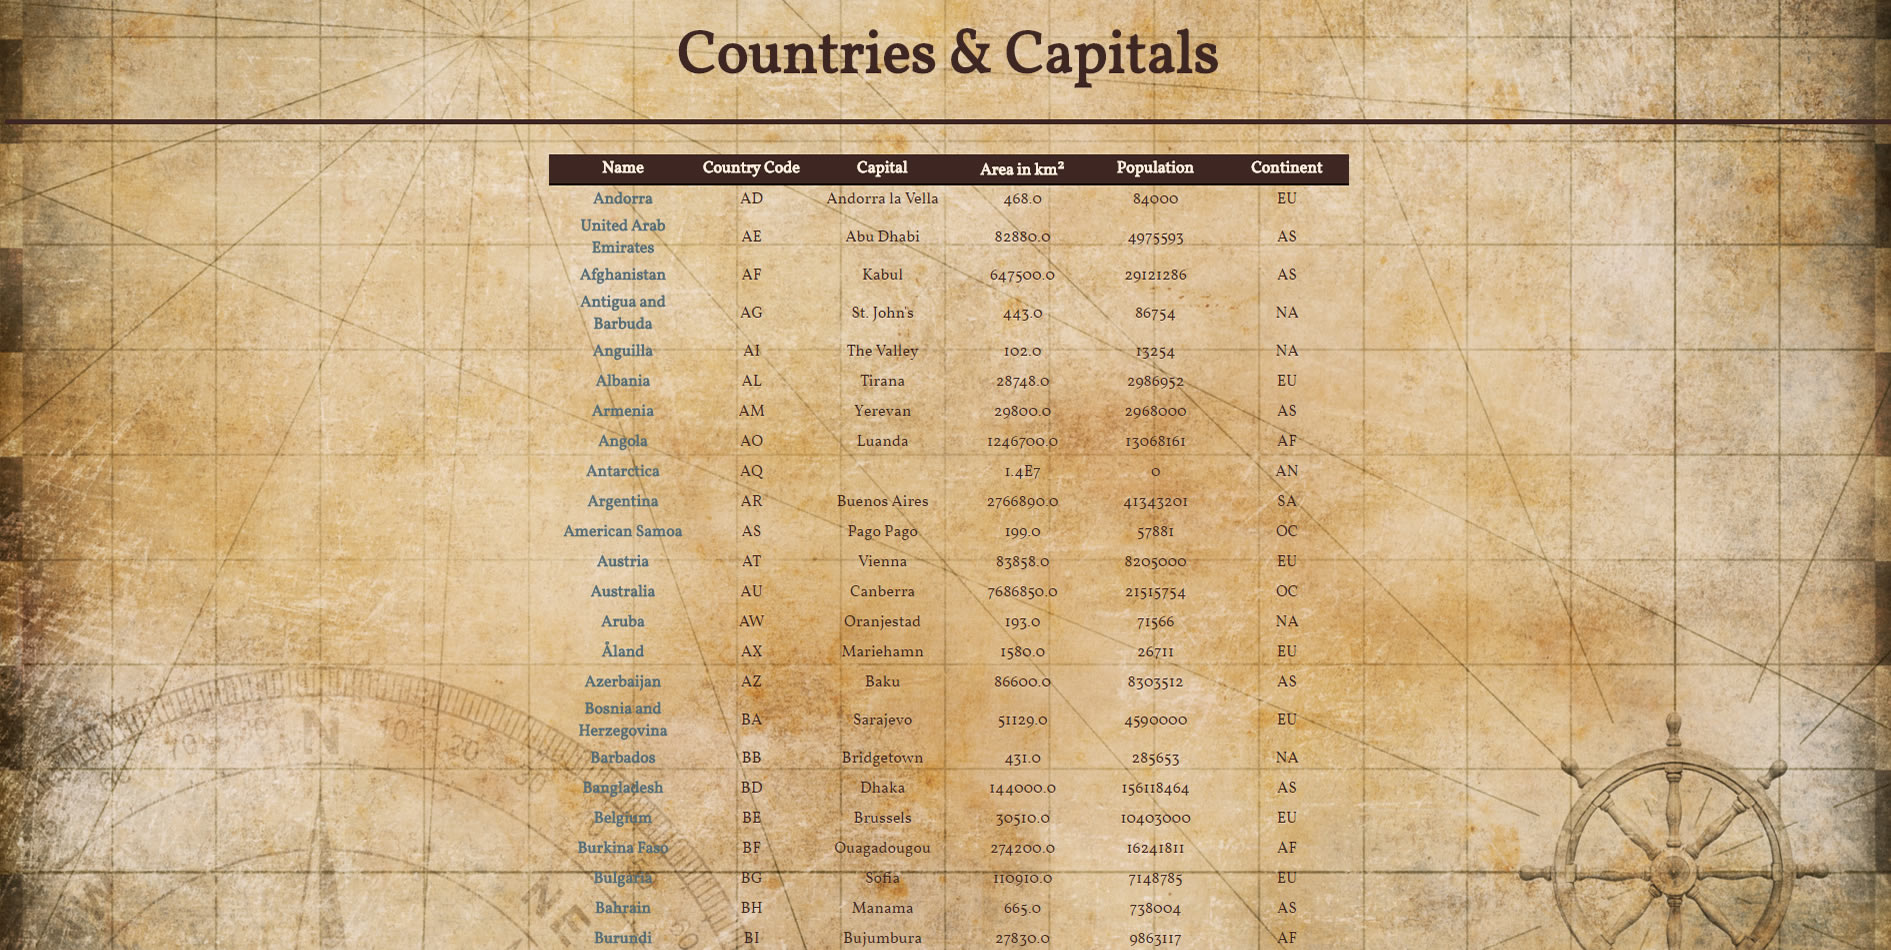 Countries & Capitals
Name Country Code Capital Area in km² Population Continent
Andorra AD Andorra la Vella 468.0 84000 EU
United Arab Emirates AE Abu Dhabi 82880.0 4975593 AS
Afghanistan AF Kabul 647500.0 29121286 AS
Antigua and Barbuda AG St. John's 443.0 86754 NA
Anguilla AI The Valley 102.0 13254 NA
Albania AL Tirana 28748.0 2986952 EU
Armenia AM Yerevan 29800.0 2968000 AS
Angola AO Luanda 1246700.0 13068161 AF
Antarctica AQ 1.4E7 0 AN
Argentina AR Buenos Aires 2766890.0 41343201 SA
American Samoa AS Pago Pago 199.0 57881 OC
Austria AT Vienna 83858.0 8205000 EU
Australia AU Canberra 7686850.0 21515754 OC
Aruba AW Oranjestad 193.0 71566 NA
Åland AX Mariehamn 1580.0 26711 EU
Azerbaijan AZ Baku 86600.0 8303512 AS
Bosnia and Herzegovina BA Sarajevo 51129.0 4590000 EU
Barbados BB Bridgetown 431.0 285653 NA
Bangladesh BD Dhaka 144000.0 156118464 AS
Belgium BE Brussels 30510.0 10403000 EU
Burkina Faso BF Ouagadougou 274200.0 16241811 AF
Bulgaria BG Sofia 110910.0 7148785 EU
Bahrain BH Manama 665.0 738004 AS
Burundi BI Bujumbura 27830.0 9863117 AF
N
10 20 30
NE
50